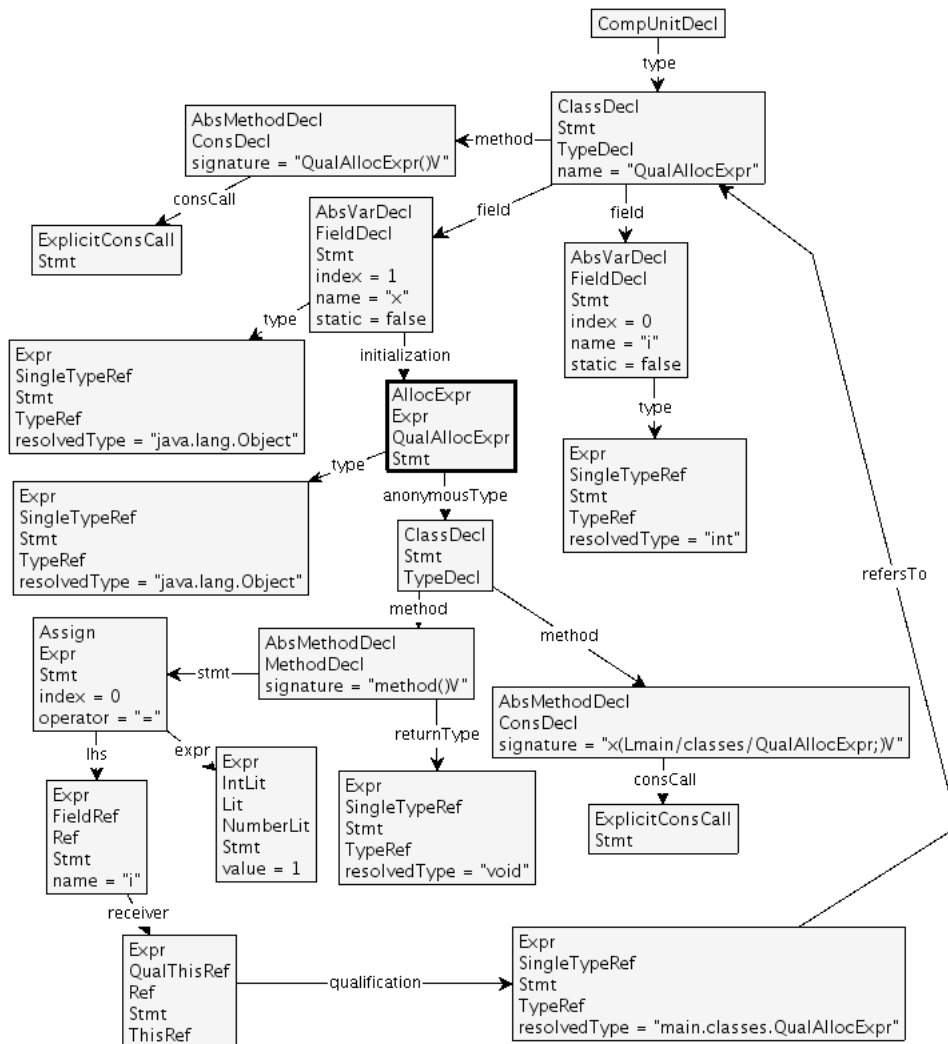 CompUnitDecl
type
ClassDecl
Stmt
TypeDecl
name = "QualAllocExpr"
method
AbsMethodDecl
ConsDecl
signature = "QualAllocExpr()V"
consCall
ExplicitConsCall
Stmt
field
AbsVarDecl
FieldDecl
Stmt
index = 1
name = "x"
static = false
field
AbsVarDecl
FieldDecl
Stmt
index = 0
name = "i"
static = false
type
Expr
SingleTypeRef
Stmt
TypeRef
resolvedType = "java.lang.Object"
initialization
AllocExpr
Expr
QualAllocExpr
Stmt
type
Expr
SingleTypeRef
Stmt
TypeRef
resolvedType = "int"
type
Expr
SingleTypeRef
Stmt
TypeRef
resolvedType = "java.lang.Object"
anonymousType
ClassDecl
Stmt
TypeDecl
refersTo
method
method
AbsMethodDecl
MethodDecl
signature = "method()V"
stmt
Assign
Expr
Stmt
index = 0
operator = "="
AbsMethodDecl
ConsDecl
signature = "x(Lmain/classes/QualAllocExpr;)V"
lhs
expr
returnType
consCall
Expr
FieldRef
Ref
Stmt
name = "i"
Expr
IntLit
Lit
NumberLit
Stmt
value = 1
Expr
SingleTypeRef
Stmt
TypeRef
resolvedType = "void"
ExplicitConsCall
Stmt
receiver
Expr
QualThisRef
Ref
Stmt
ThisRef
qualification
Expr
SingleTypeRef
Stmt
TypeRef
resolvedType = "main.classes.QualAllocExpr"